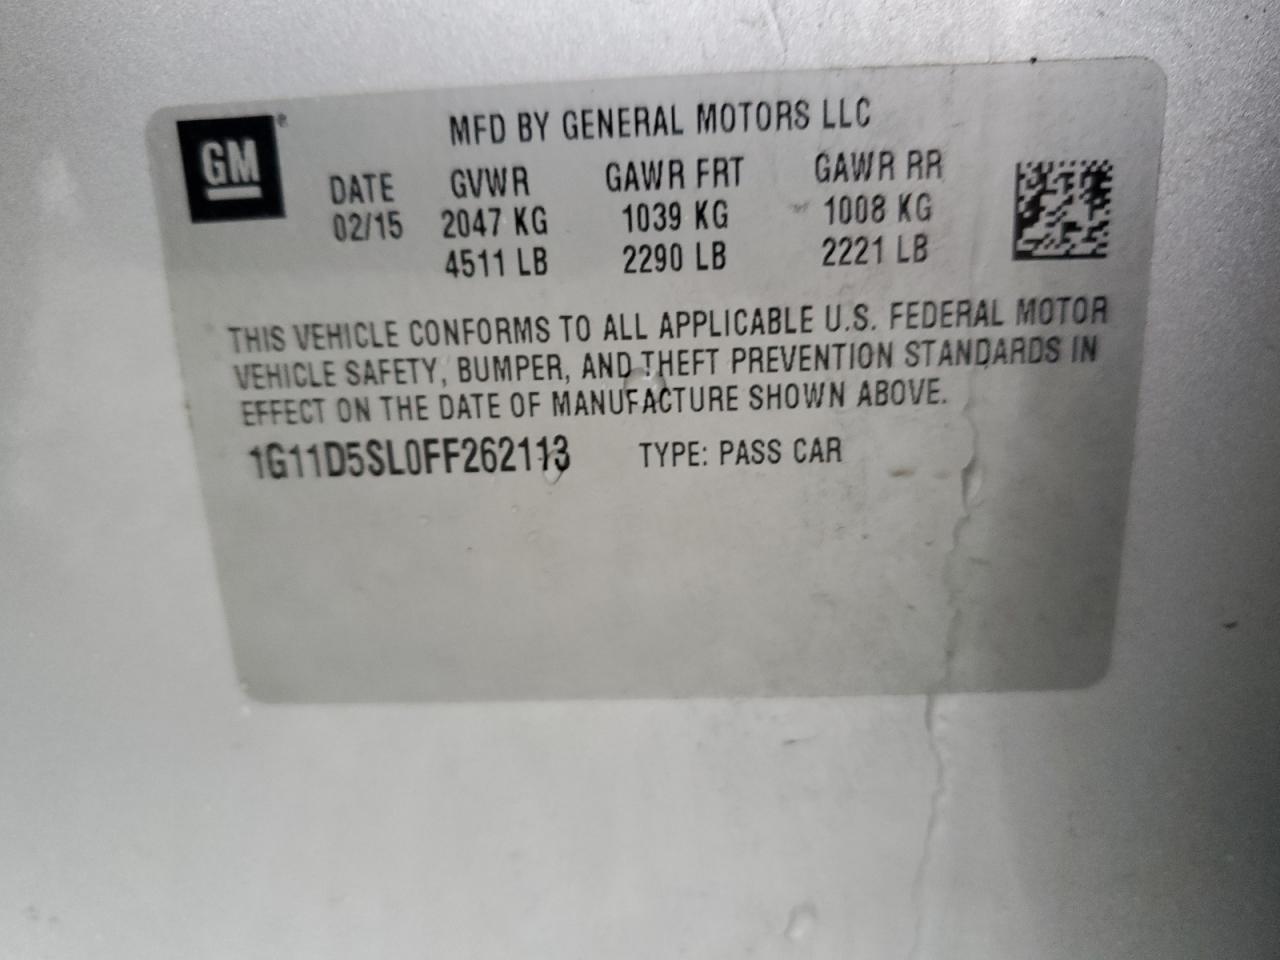 GM
MFD BY GENERAL MOTORS LLC
DATE GVWR GAWR FRT GAWR RR
02/15 2047 KG 1039 KG 1008 KG
4511 LB 2290 LB 2221 LB
THIS VEHICLE CONFORMS TO ALL APPLICABLE U.S. FEDERAL MOTOR
VEHICLE SAFETY, BUMPER, AND THEFT PREVENTION STANDARDS IN
EFFECT ON THE DATE OF MANUFACTURE SHOWN ABOVE.
1G11D5SL0FF262113 TYPE: PASS CAR